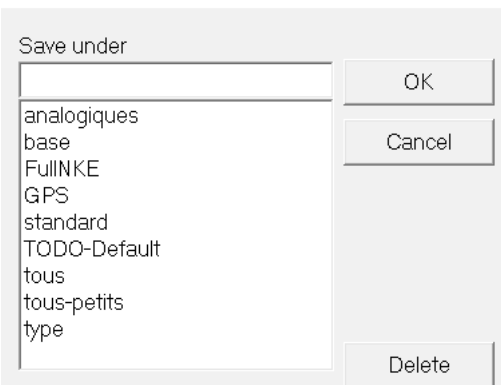 Save under
OK
analogiques
base
Cancel
FullNKE
GPS
standard
TODO-Default
tous
tous-petits
type
Delete